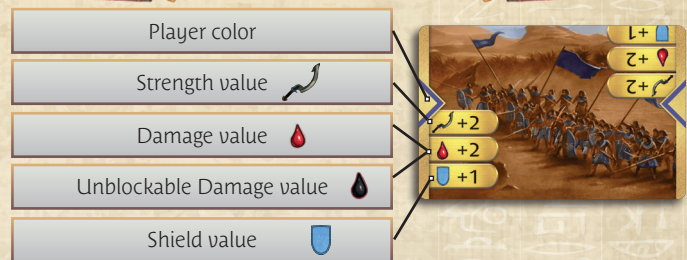 Player color
Strength value
Damage value
Unblockable Damage value
Shield value
+2
+2
+1
+1
+2
+2